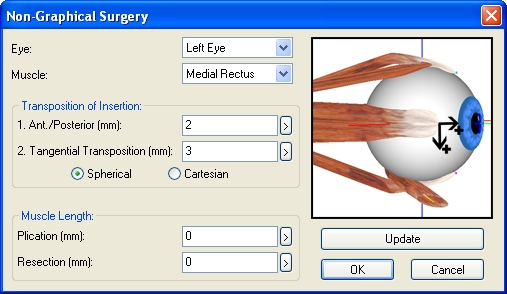 Non-Graphical Surgery
Eye: Left Eye
Muscle: Medial Rectus
Transposition of Insertion:
1. Ant./Posterior (mm): 2 >
2. Tangential Transposition (mm): 3 >
Spherical Cartesian
Muscle Length:
Plication (mm): 0 >
Resection (mm): 0 >
+
+
Update
OK Cancel